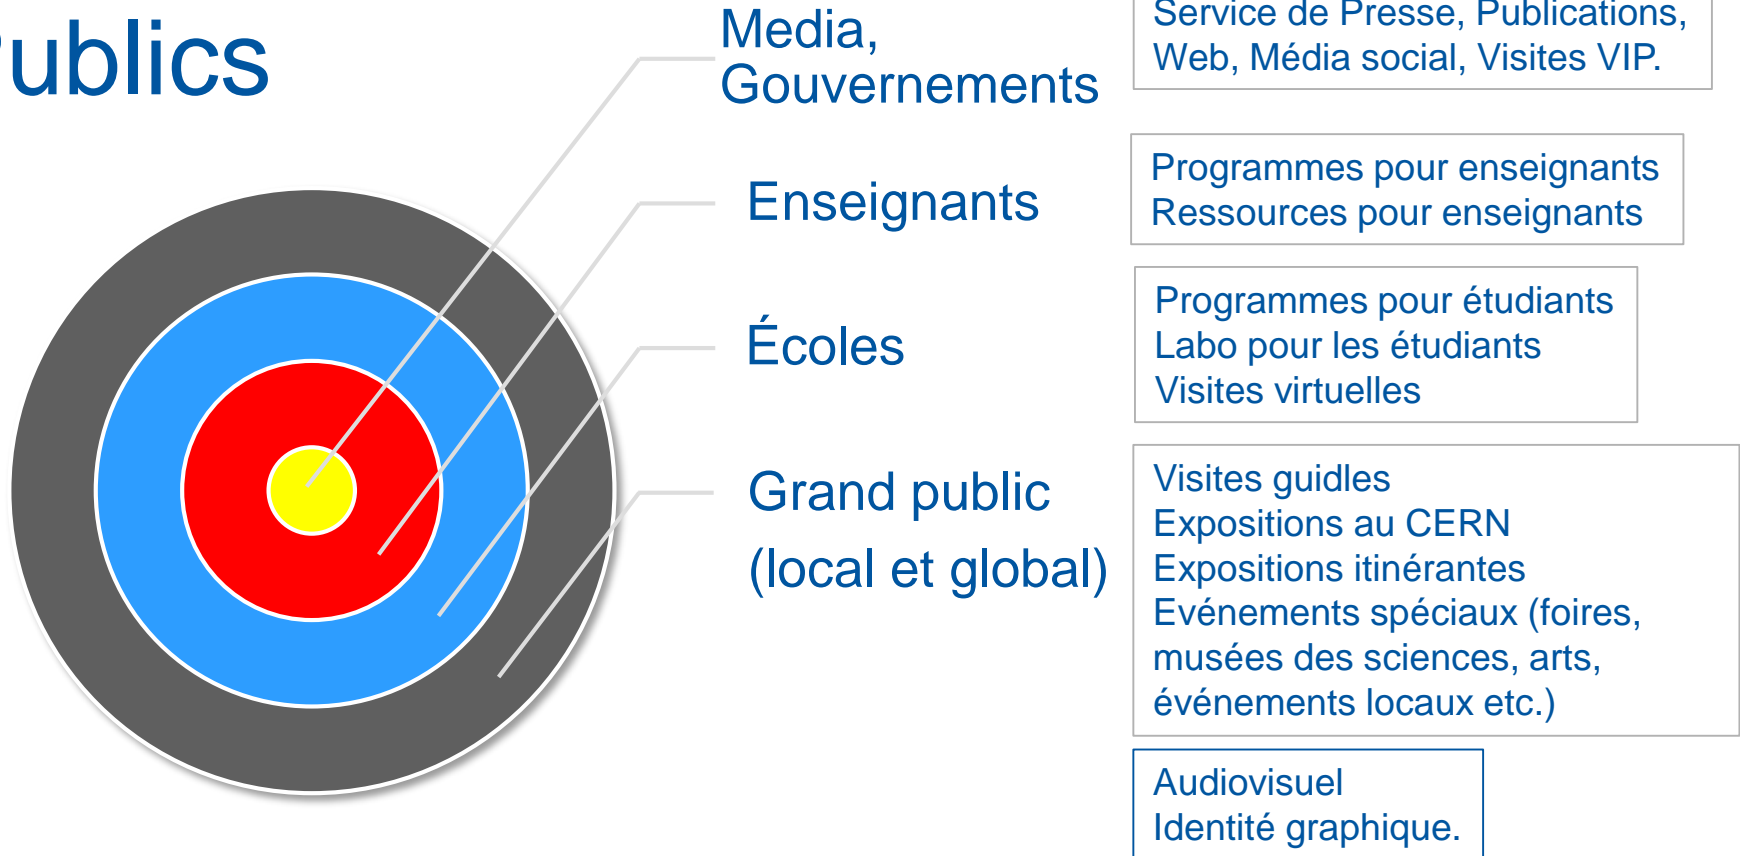 Publics
Media,
Gouvernements
Service de Presse, Publications,
Web, Média social, Visites VIP.
Enseignants
Programmes pour enseignants
Ressources pour enseignants
Écoles
Programmes pour étudiants
Labo pour les étudiants
Visites virtuelles
Grand public
(local et global)
Visites guidles
Expositions au CERN
Expositions itinérantes
Evénements spéciaux (foires,
musées des sciences, arts,
événements locaux etc.)
Audiovisuel
Identité graphique.